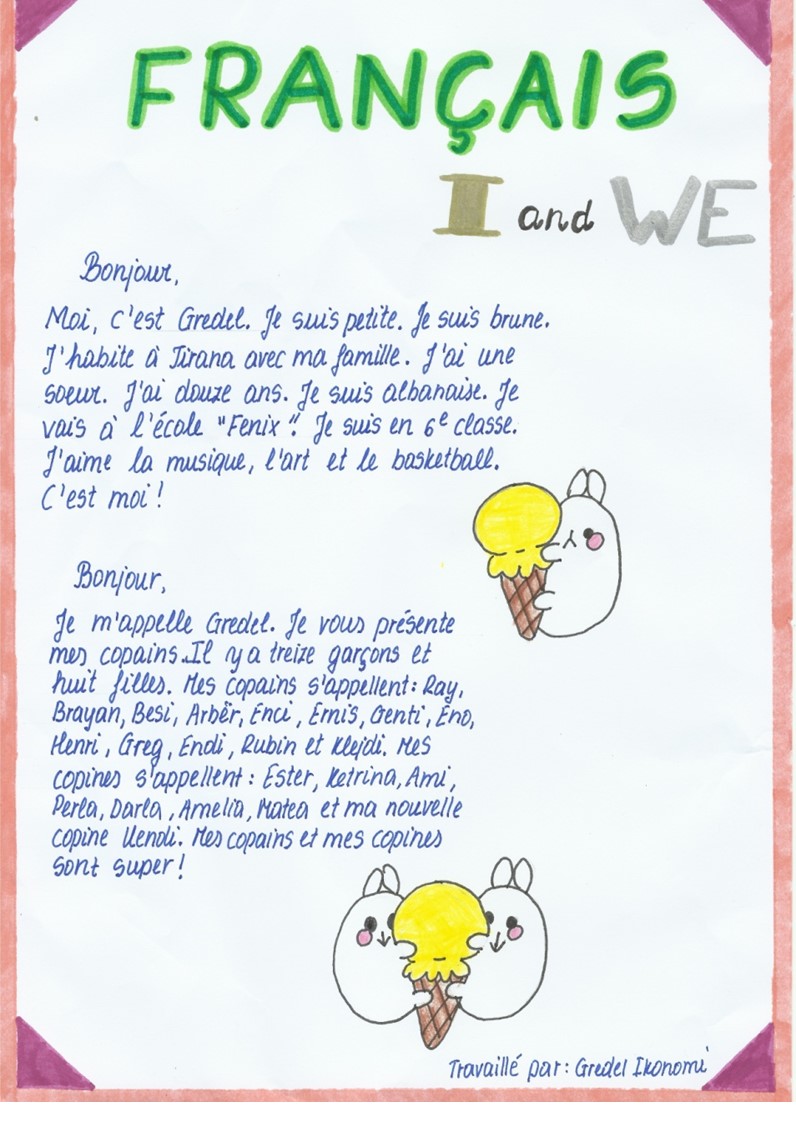 FRANÇAIS
I and WE
Bonjour,
Moi, c'est Gredel. Je suis petite. Je suis brune.
J'habite à Tirana avec ma famille. J'ai une
soeur. J'ai douze ans. Je suis albanaise. Je
vais à l'école "Fenix". Je suis en 6e classe.
J'aime la musique, l'art et le basketball.
C'est moi!
Bonjour,
Je m'appelle Gredel. Je vous présente
mes copains. Il y a treize garçons et
huit filles. Mes copains s'appellent: Ray,
Brayan, Besi, Arbër, Enci, Ernis, Genti, Eno,
Henri, Greg, Endi, Rubin et Klejdi. Mes
copines s'appellent: Ester, Ketrina, Ami,
Perla, Darla, Amelia, Matea et ma nouvelle
copine Uendi. Mes copains et mes copines
sont super!
Travaillé par: Gredel Ikonomi